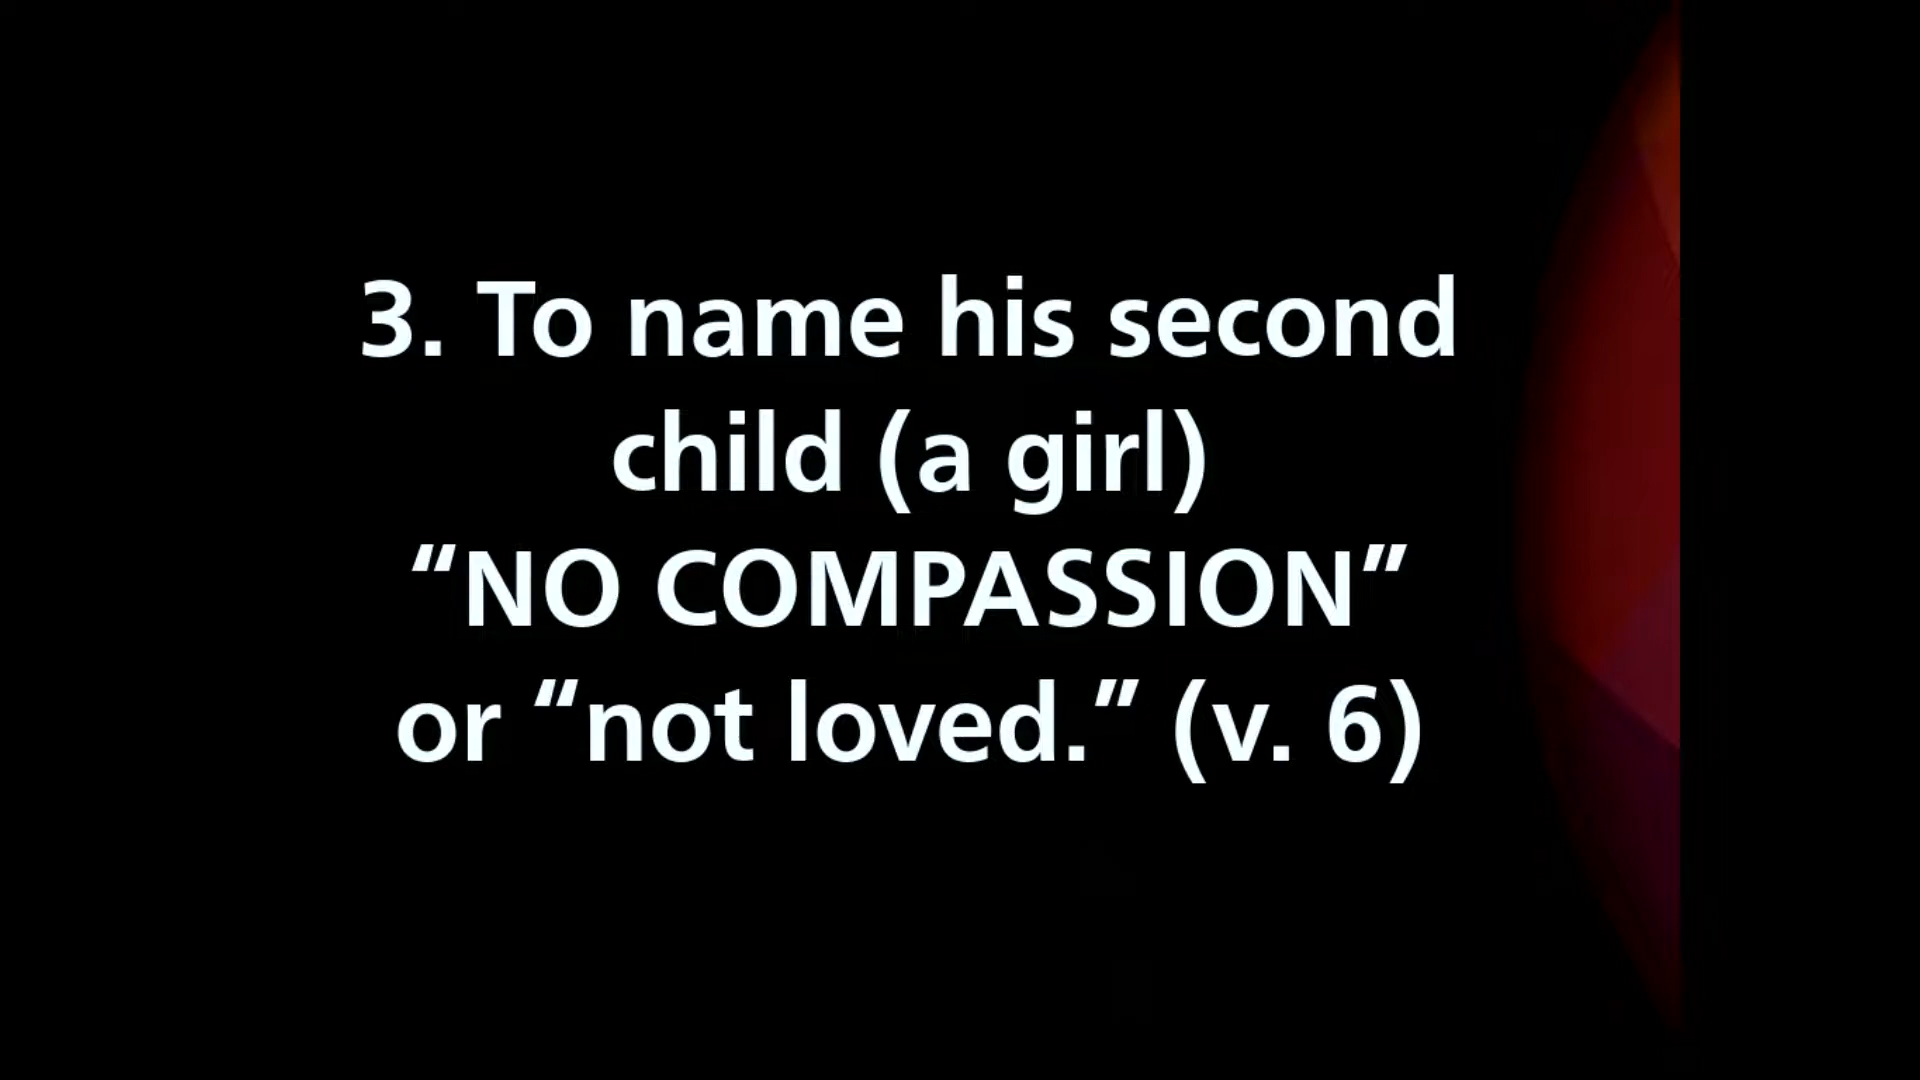 3. To name his second
child (a girl)
“NO COMPASSION”
or “not loved.” (v. 6)